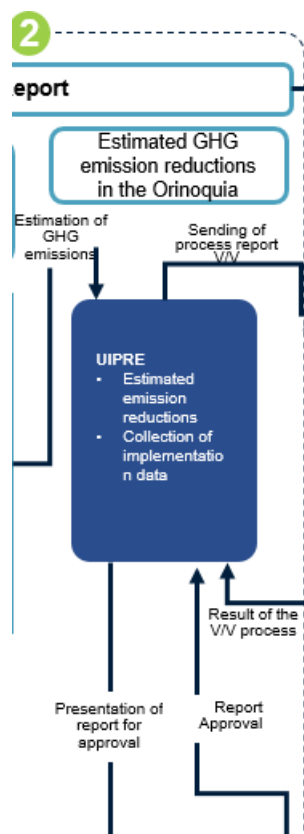 2
eport
Estimated GHG
emission reductions
in the Orinoquia
Estimation of
GHG
emissions
Sending of
process report
V/V
UIPRE
• Estimated
emission
reductions
• Collection of
implementatio
n data
Result of the
V/V process
Presentation of
report for
approval
Report
Approval